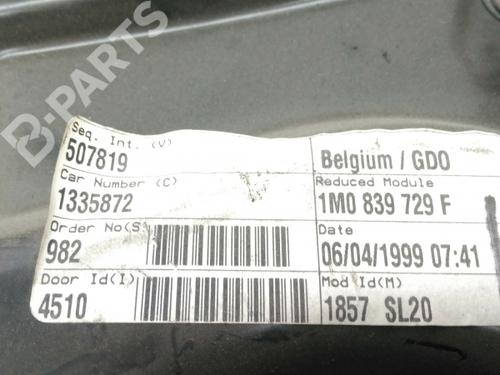 B-PARTS
Seq. Int. (V)
507819
Belgium / GDO
Car Number (C)
1335872
Reduced Module
1M0 839 729 F
Order No(S)
982
Date
06/04/1999 07:41
Door Id(I)
4510
Mod Id(M)
1857 SL20